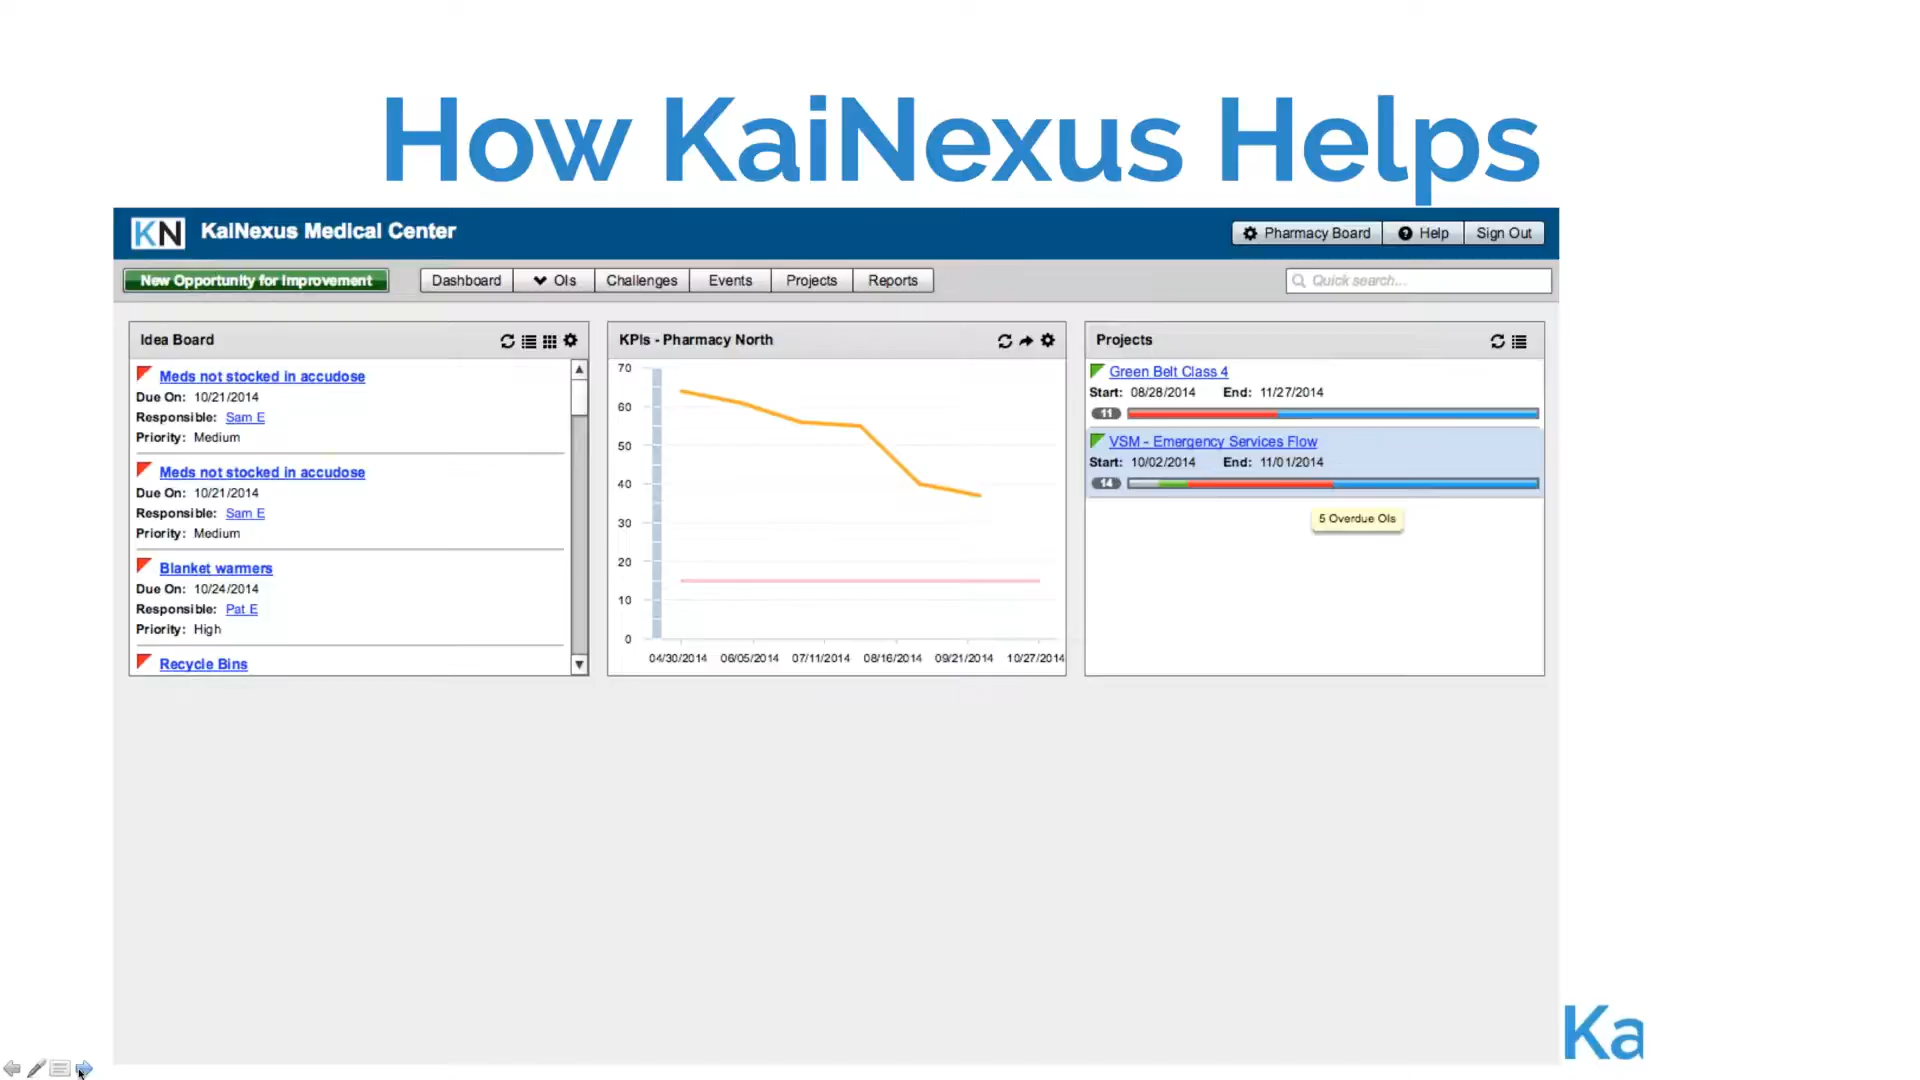 How KaiNexus Helps
KN KaiNexus Medical Center
Pharmacy Board Help Sign Out
New Opportunity for Improvement Dashboard OIs Challenges Events Projects Reports Quick search...
Idea Board
Meds not stocked in accudose
Due On: 10/21/2014
Responsible: Sam E
Priority: Medium
Meds not stocked in accudose
Due On: 10/21/2014
Responsible: Sam E
Priority: Medium
Blanket warmers
Due On: 10/24/2014
Responsible: Pat E
Priority: High
Recycle Bins
KPIs - Pharmacy North
70
60
50
40
30
20
10
0
04/30/2014 06/05/2014 07/11/2014 08/16/2014 09/21/2014 10/27/2014
Projects
Green Belt Class 4
Start: 08/28/2014 End: 11/27/2014
11
VSM - Emergency Services Flow
Start: 10/02/2014 End: 11/01/2014
14
5 Overdue OIs
Ka